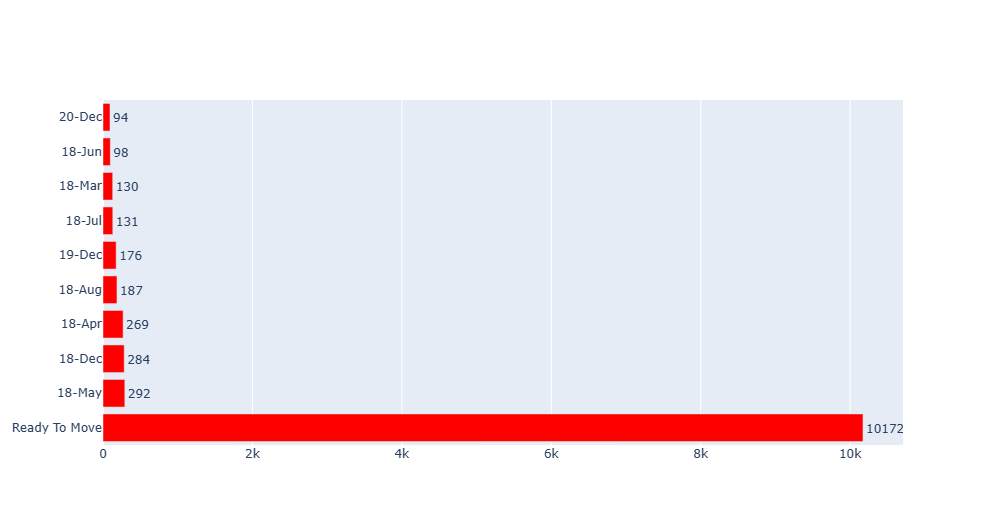 20-Dec 94
18-Jun 98
18-Mar 130
18-Jul 131
19-Dec 176
18-Aug 187
18-Apr 269
18-Dec 284
18-May 292
Ready To Move 10172
0 2k 4k 6k 8k 10k